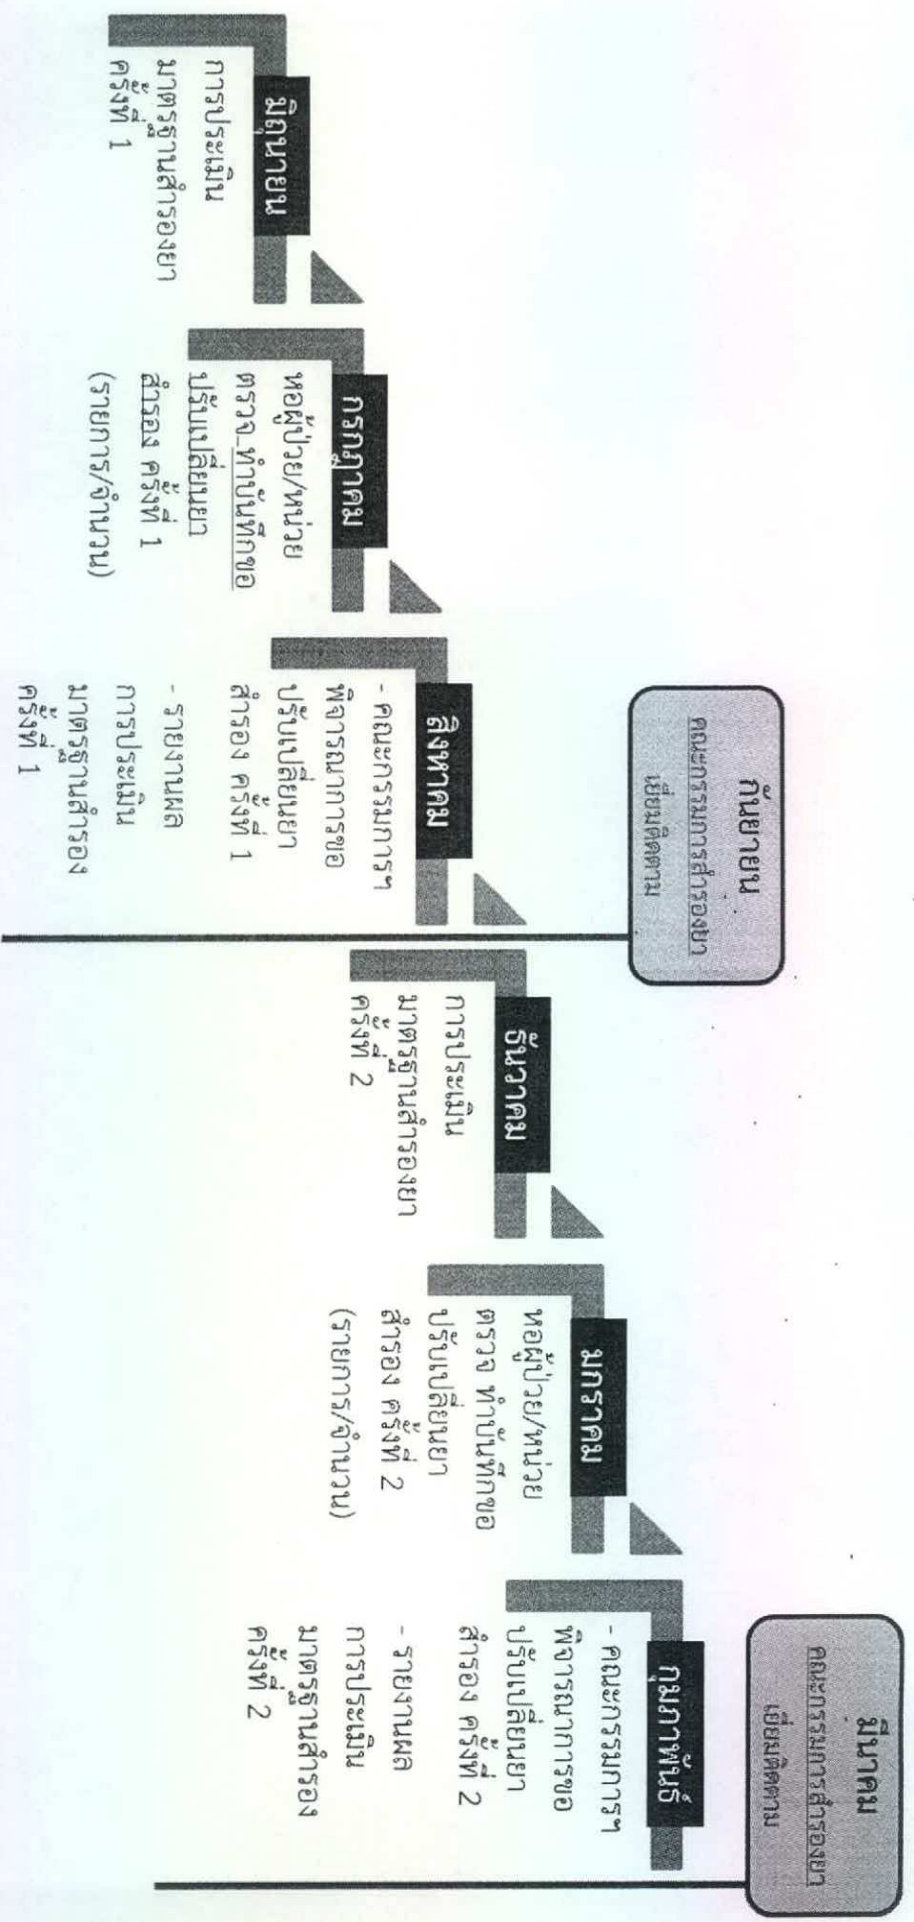 มิถุนายน
การประเมิน
มาตรฐานสำรองยา
ครั้งที่ 1
กรกฎาคม
หอผู้ป่วย/หน่วย
ตรวจ ทำบันทึกขอ
ปรับเปลี่ยนยา
สำรอง ครั้งที่ 1
(รายการ/จำนวน)
สิงหาคม
- คณะกรรมการฯ
พิจารณาการขอ
ปรับเปลี่ยนยา
สำรอง ครั้งที่ 1
- รายงานผล
การประเมิน
มาตรฐานสำรอง
ครั้งที่ 1
กันยายน
คณะกรรมการสำรองยา
เยี่ยมติดตาม
ธันวาคม
การประเมิน
มาตรฐานสำรองยา
ครั้งที่ 2
มกราคม
หอผู้ป่วย/หน่วย
ตรวจ ทำบันทึกขอ
ปรับเปลี่ยนยา
สำรอง ครั้งที่ 2
(รายการ/จำนวน)
กุมภาพันธ์
- คณะกรรมการฯ
พิจารณาการขอ
ปรับเปลี่ยนยา
สำรอง ครั้งที่ 2
- รายงานผล
การประเมิน
มาตรฐานสำรอง
ครั้งที่ 2
มีนาคม
คณะกรรมการสำรองยา
เยี่ยมติดตาม